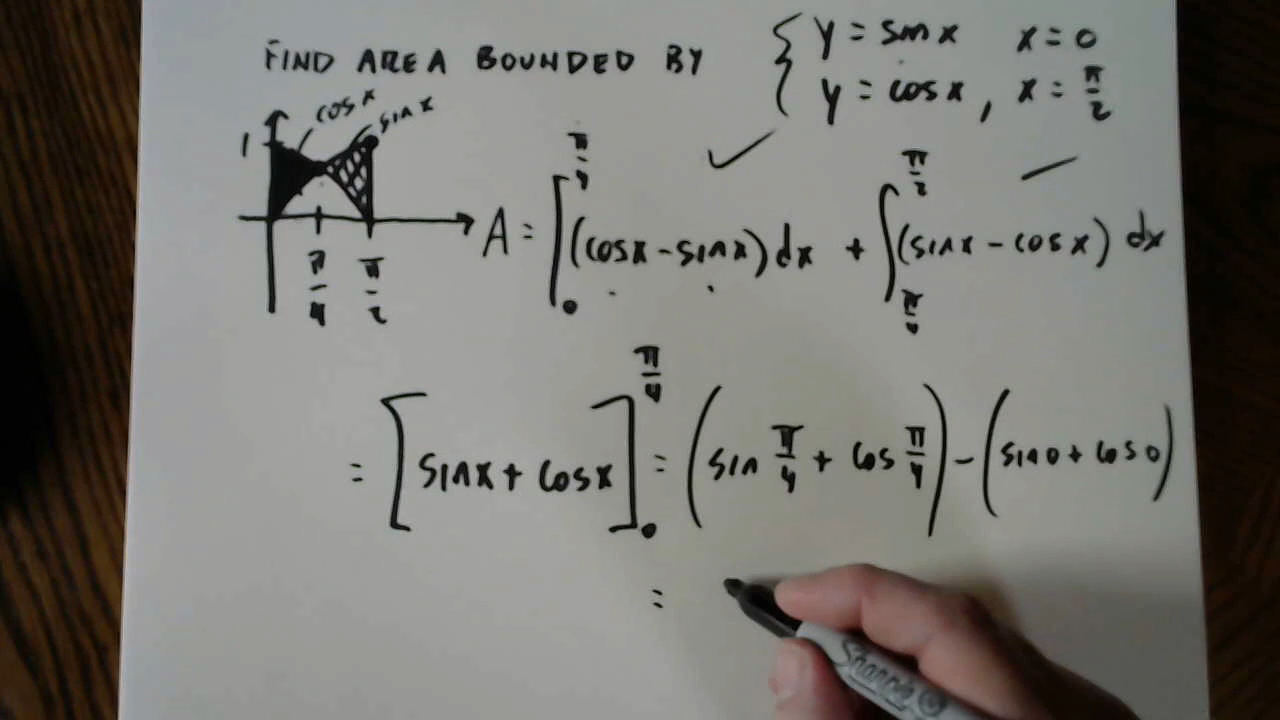 FIND AREA BOUNDED BY { y = sin x x = 0
y = cos x, x = π/2
cos x
sin x
1
π/4 π/2
A = ∫₀^(π/4) (cos x - sin x) dx + ∫^(π/2) (sin x - cos x) dx
= [sin x + cos x]₀^(π/4) = (sin π/4 + cos π/4) - (sin 0 + cos 0)
=
Sharpie